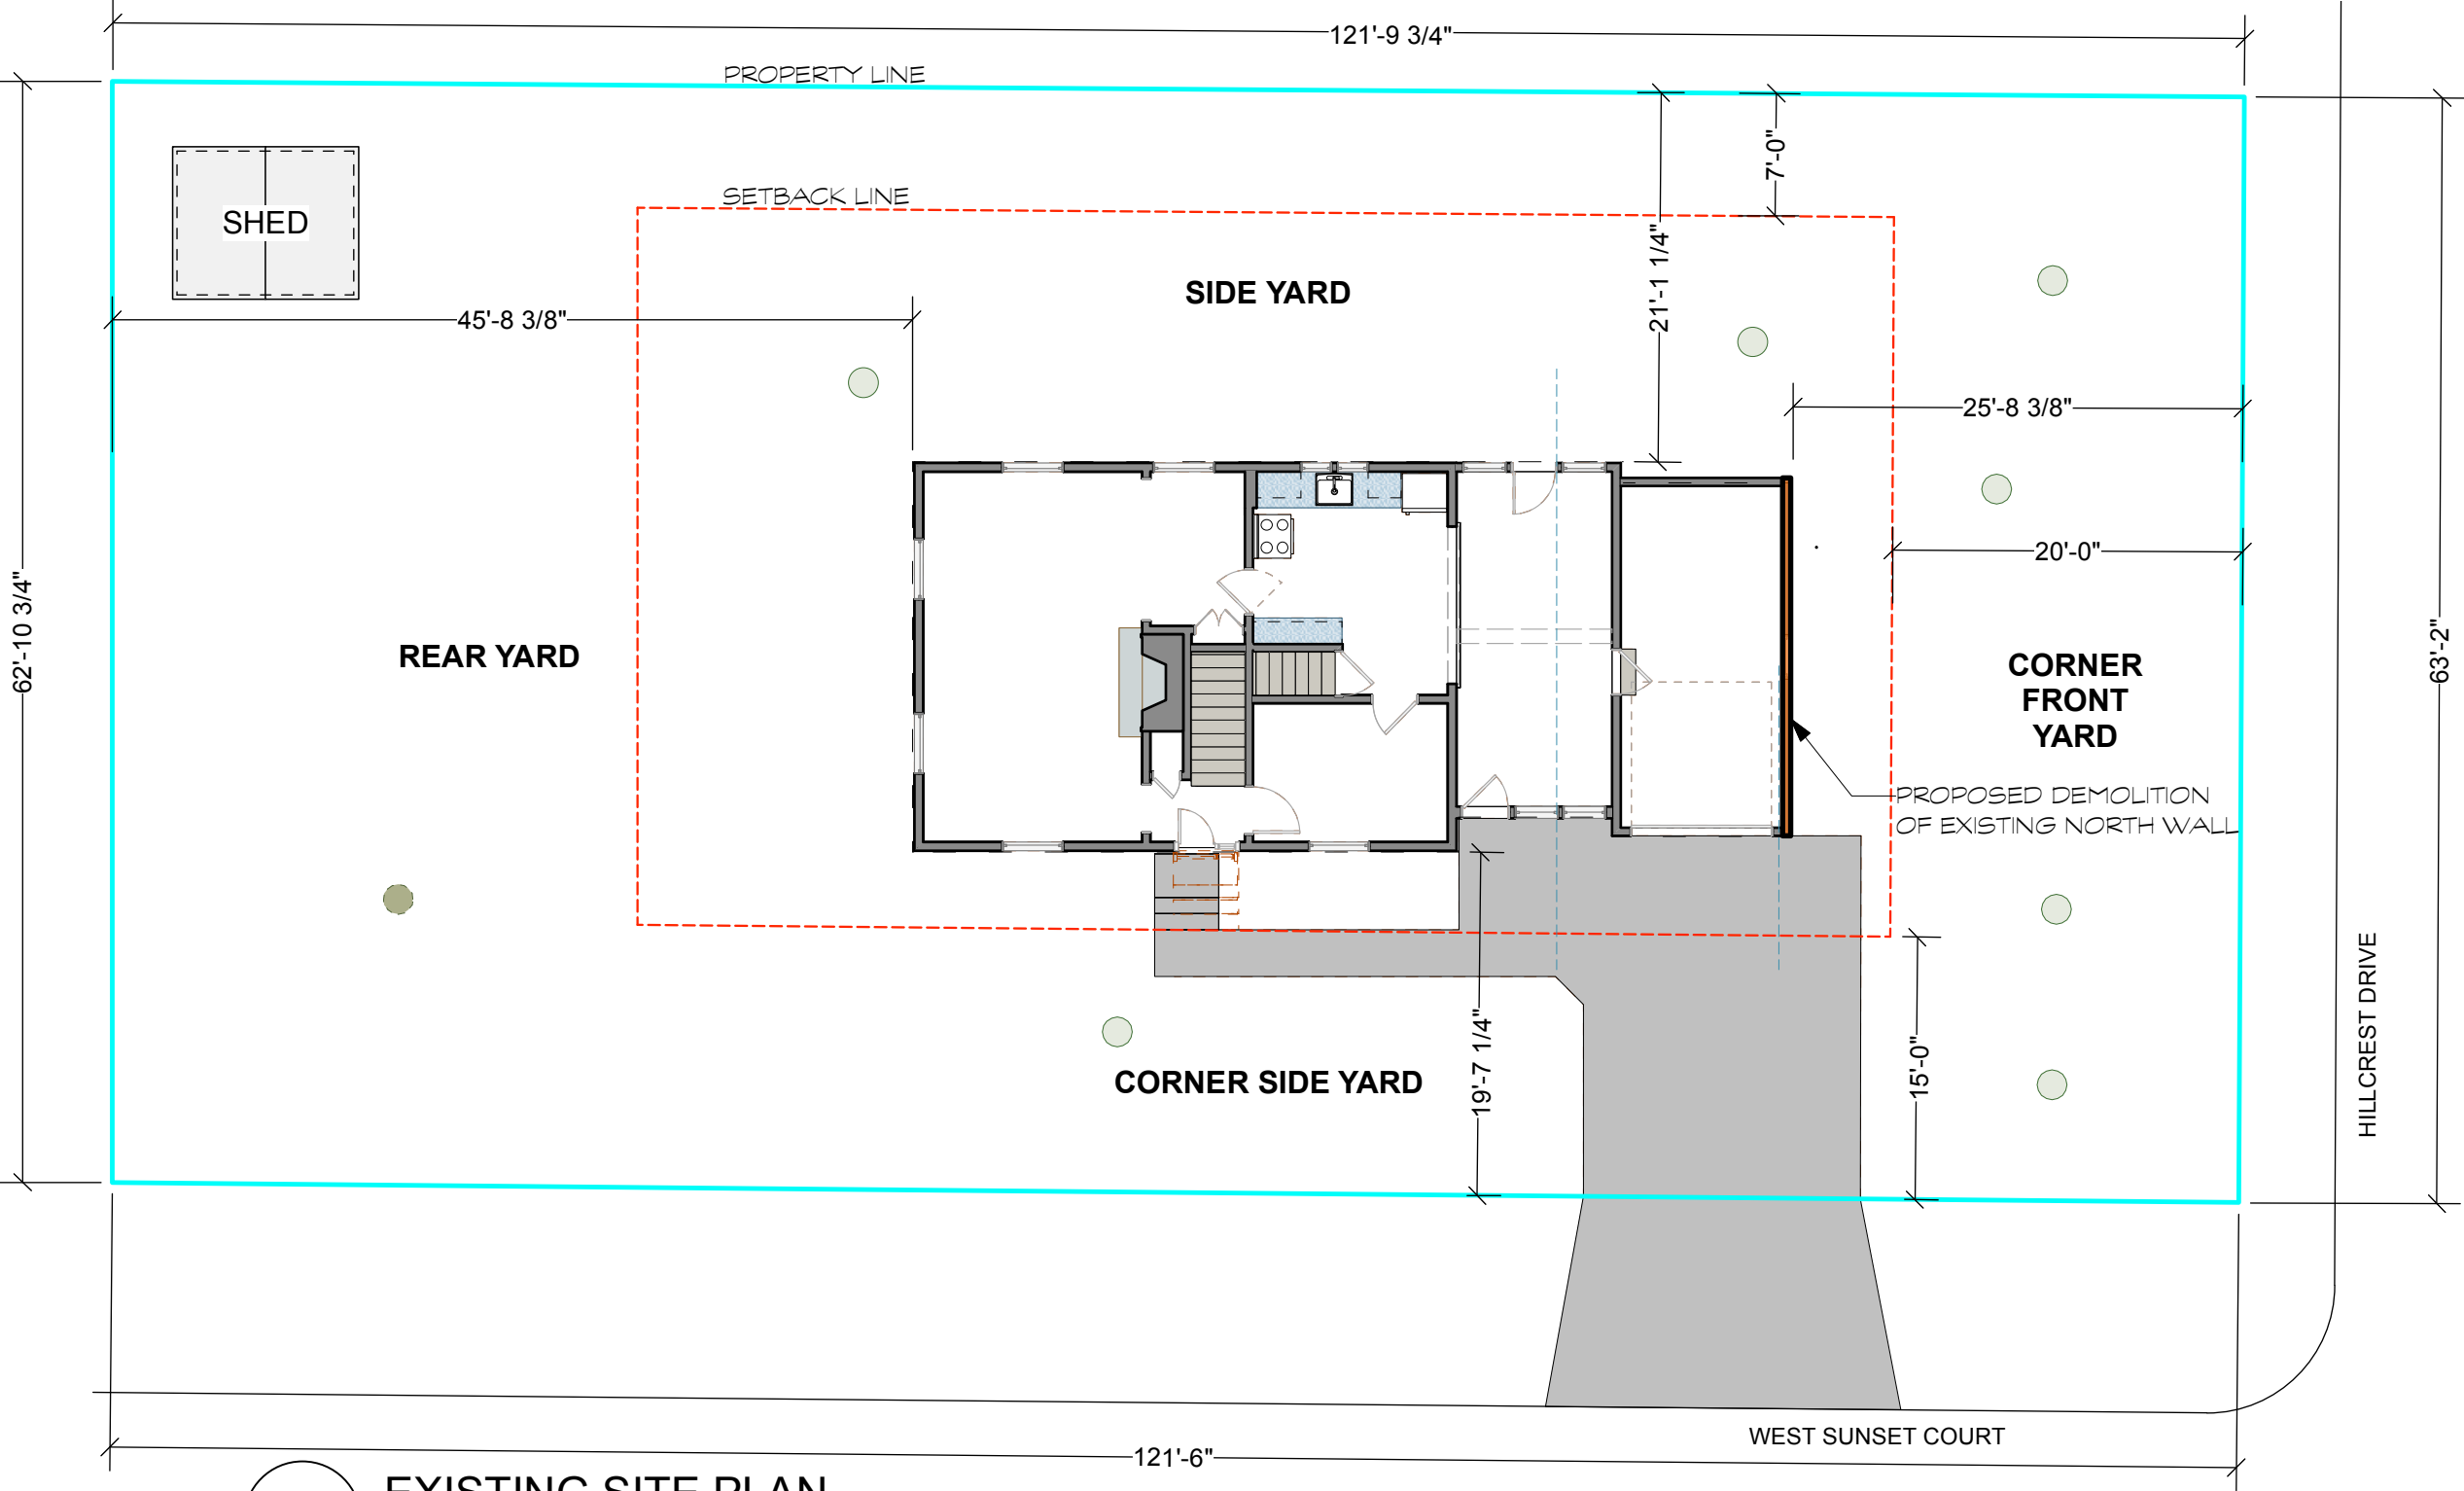 121'-9 3/4"
PROPERTY LINE
7'-0"
SETBACK LINE
SHED
21'-1 1/4"
SIDE YARD
45'-8 3/8"
25'-8 3/8"
20'-0"
62'-10 3/4"
REAR YARD
63'-2"
CORNER
FRONT
YARD
PROPOSED DEMOLITION
OF EXISTING NORTH WALL
HILLCREST DRIVE
19'-7 1/4"
15'-0"
CORNER SIDE YARD
WEST SUNSET COURT
121'-6"
EXISTING SITE PLAN